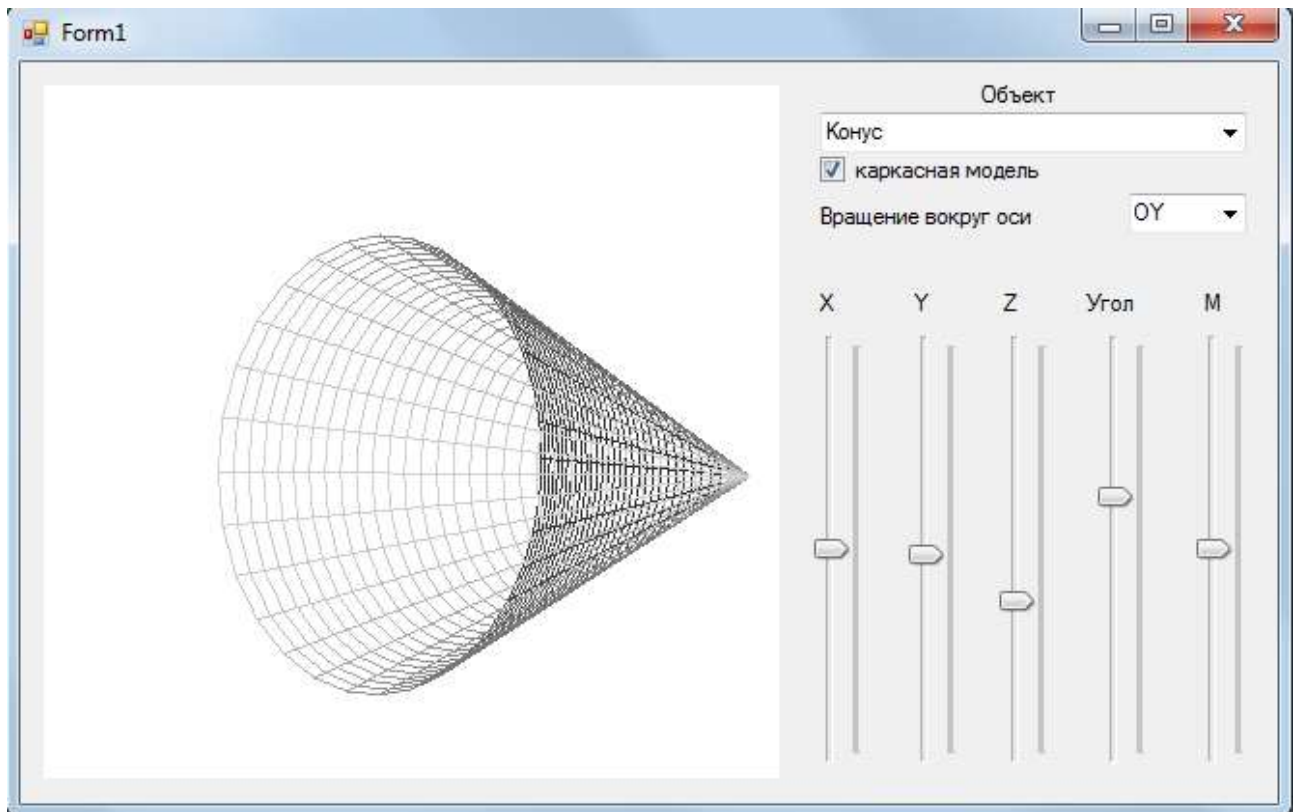 Form1
Объект
Конус
каркасная модель
Вращение вокруг оси OY
X Y Z Угол M